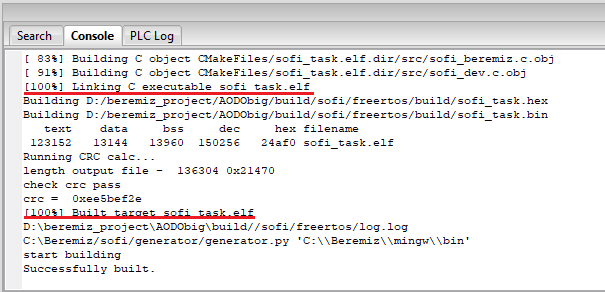 Search Console PLC Log
[ 83%] Building C object CMakeFiles/sofi_task.elf.dir/src/sofi_beremiz.c.obj
[ 91%] Building C object CMakeFiles/sofi_task.elf.dir/src/sofi_dev.c.obj
[100%] Linking C executable sofi_task.elf
Building D:/beremiz_project/AODObig/build/sofi/freertos/build/sofi_task.hex
Building D:/beremiz_project/AODObig/build/sofi/freertos/build/sofi_task.bin
   text    data     bss     dec     hex filename
 123152   13144   13960  150256   24af0 sofi_task.elf
Running CRC calc...
length output file -  136304 0x21470
check crc pass
crc =  0xee5bef2e
[100%] Built target sofi_task.elf
D:\beremiz_project\AODObig\build//sofi/freertos/log.log
C:\Beremiz/sofi/generator/generator.py 'C:\\Beremiz\\mingw\\bin'
start building
Successfully built.